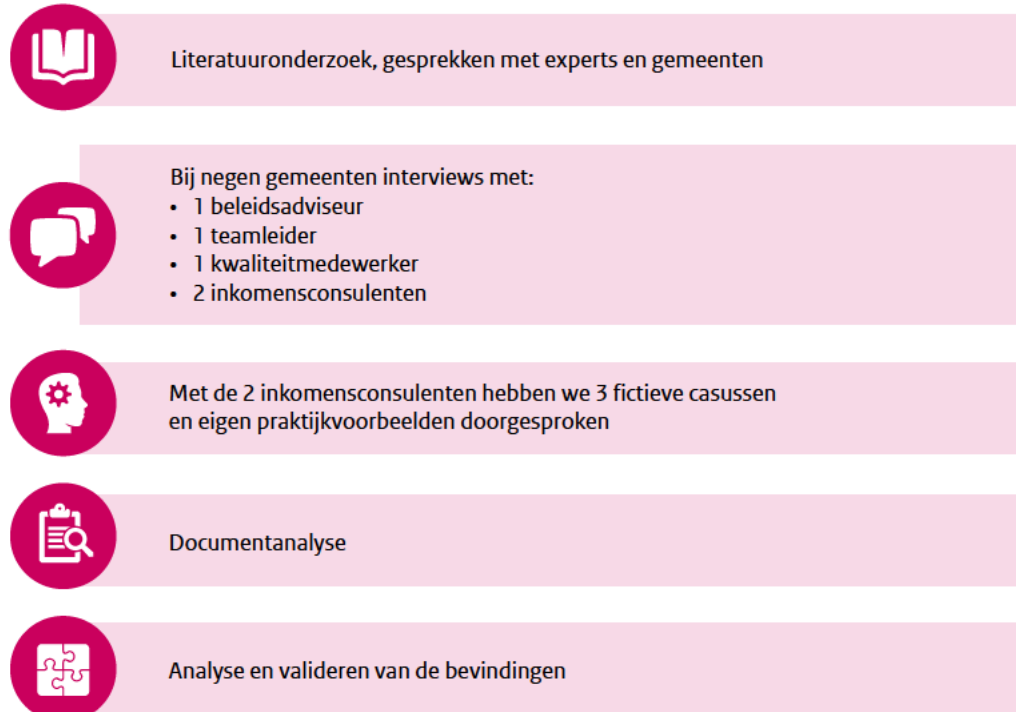 Literatuuronderzoek, gesprekken met experts en gemeenten
Bij negen gemeenten interviews met:
• 1 beleidsadviseur
• 1 teamleider
• 1 kwaliteitmedewerker
• 2 inkomensconsulenten
Met de 2 inkomensconsulenten hebben we 3 fictieve casussen
en eigen praktijkvoorbeelden doorgesproken
Documentanalyse
Analyse en valideren van de bevindingen